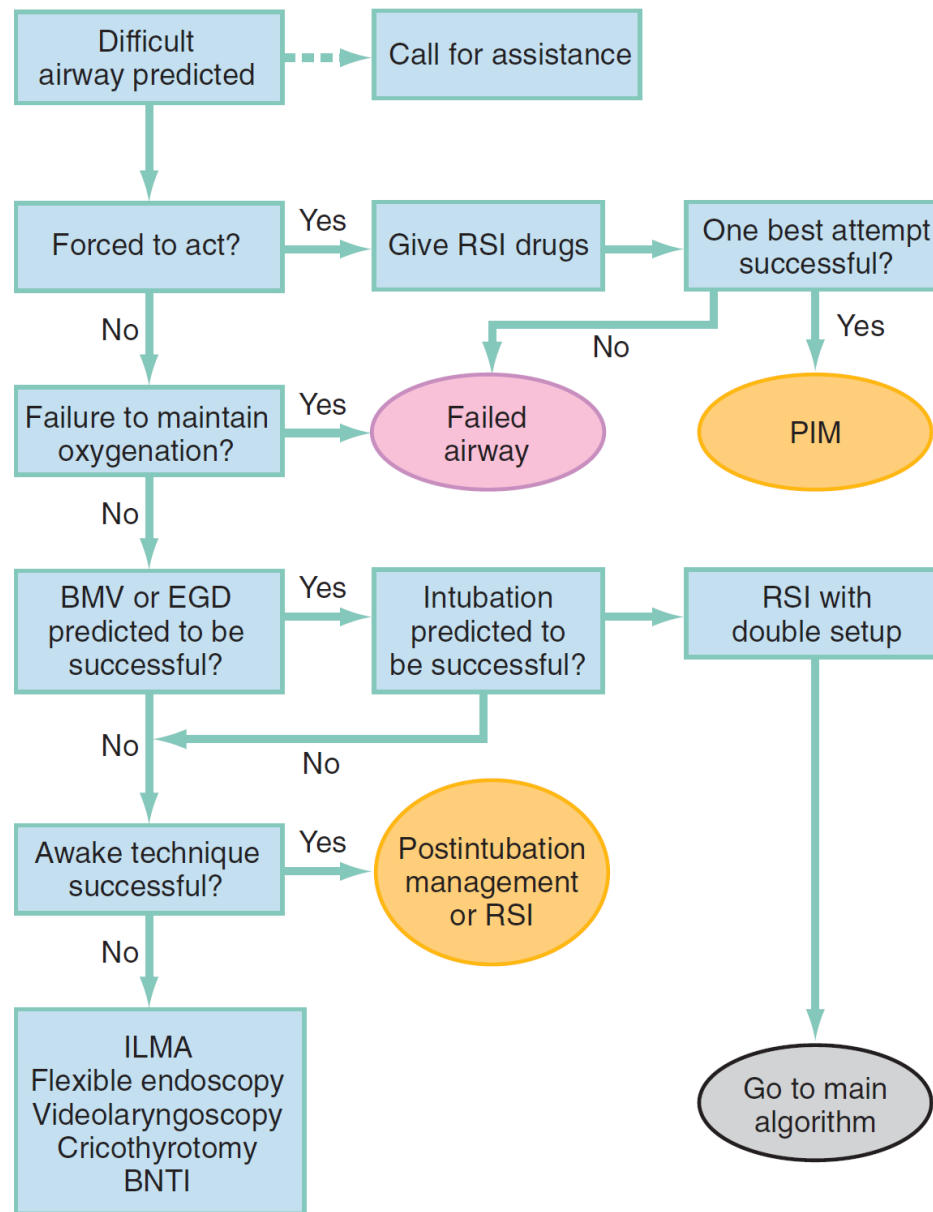 Difficult
airway predicted
Call for assistance
Forced to act?
Yes
Give RSI drugs
One best attempt
successful?
No
No
Yes
Failure to maintain
oxygenation?
Yes
Failed
airway
PIM
No
BMV or EGD
predicted to be
successful?
Yes
Intubation
predicted to
be successful?
RSI with
double setup
No
No
Awake technique
successful?
Yes
Postintubation
management
or RSI
No
ILMA
Flexible endoscopy
Videolaryngoscopy
Cricothyrotomy
BNTI
Go to main
algorithm